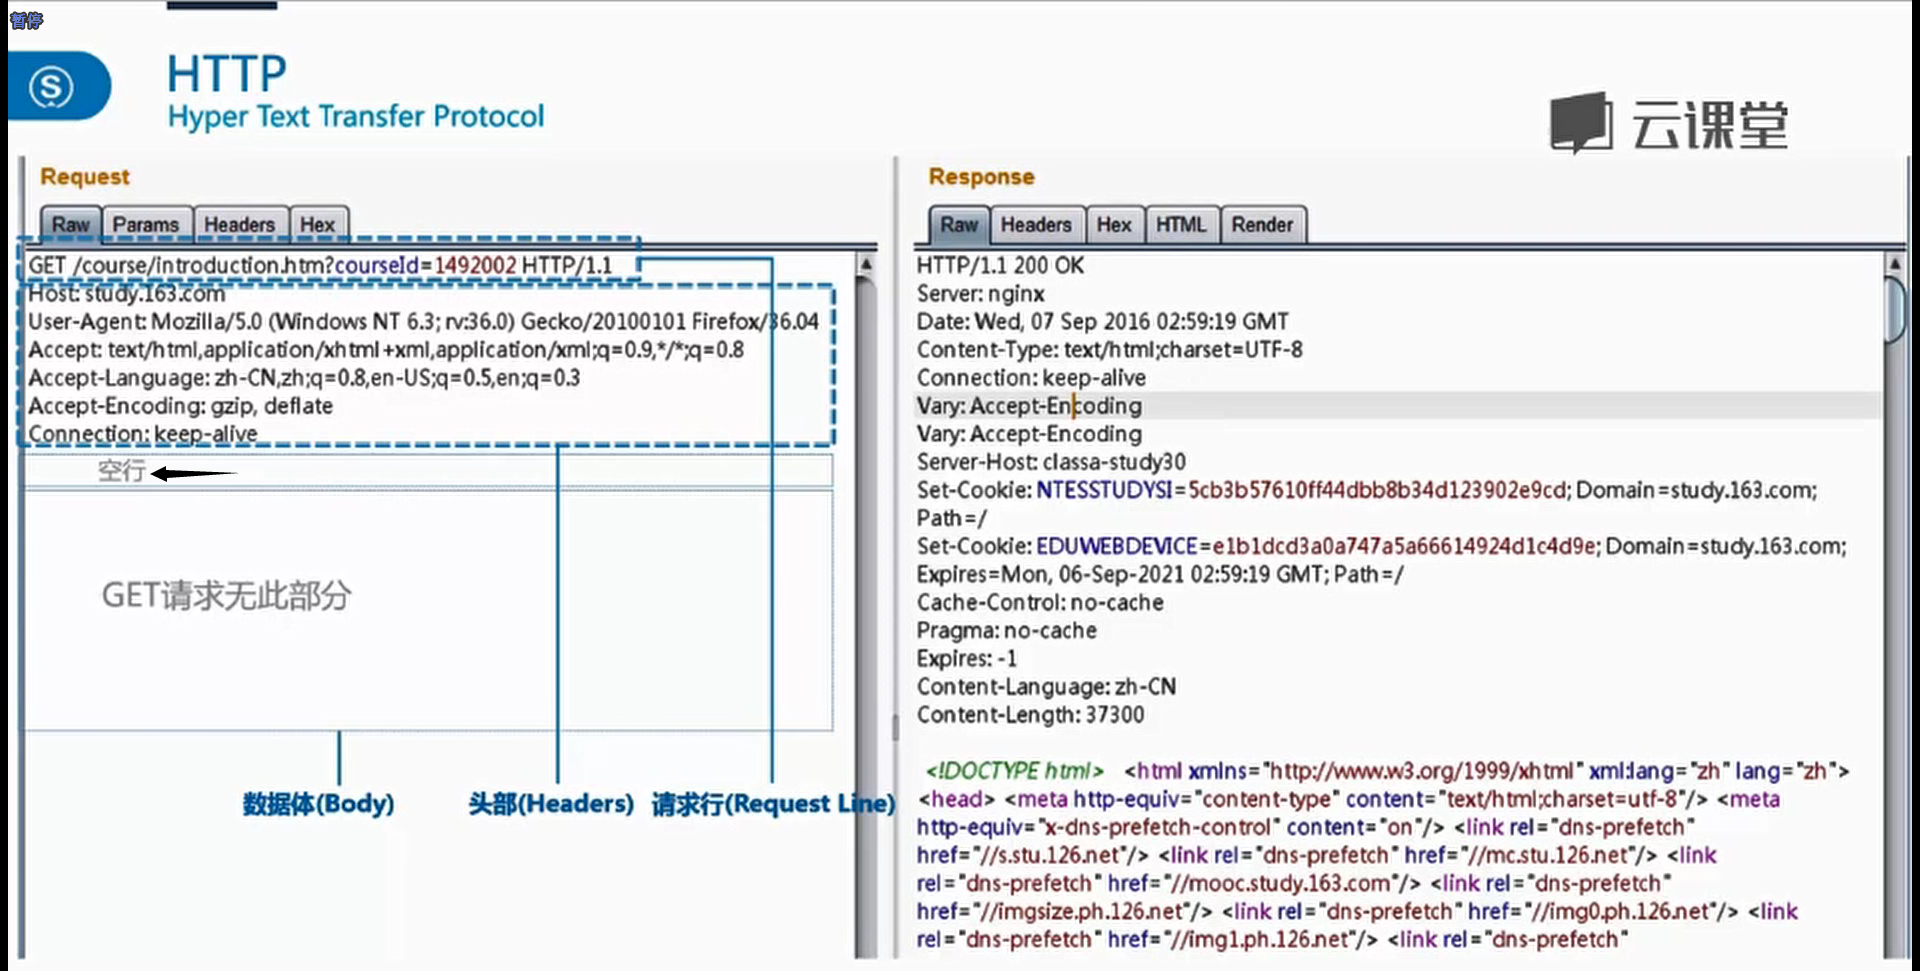 暂停
HTTP
Hyper Text Transfer Protocol
云课堂
Request
Raw Params Headers Hex
GET /course/introduction.htm?courseId=1492002 HTTP/1.1
Host: study.163.com
User-Agent: Mozilla/5.0 (Windows NT 6.3; rv:36.0) Gecko/20100101 Firefox/36.04
Accept: text/html,application/xhtml+xml,application/xml;q=0.9,*/*;q=0.8
Accept-Language: zh-CN,zh;q=0.8,en-US;q=0.5,en;q=0.3
Accept-Encoding: gzip, deflate
Connection: keep-alive
空行
GET请求无此部分
数据体(Body)
头部(Headers)
请求行(Request Line)
Response
Raw Headers Hex HTML Render
HTTP/1.1 200 OK
Server: nginx
Date: Wed, 07 Sep 2016 02:59:19 GMT
Content-Type: text/html;charset=UTF-8
Connection: keep-alive
Vary: Accept-Encoding
Vary: Accept-Encoding
Server-Host: classa-study30
Set-Cookie: NTESSTUDYSI=5cb3b57610ff44dbb8b34d123902e9cd; Domain=study.163.com;
Path=/
Set-Cookie: EDUWEBDEVICE=e1b1dcd3a0a747a5a66614924d1c4d9e; Domain=study.163.com;
Expires=Mon, 06-Sep-2021 02:59:19 GMT; Path=/
Cache-Control: no-cache
Pragma: no-cache
Expires: -1
Content-Language: zh-CN
Content-Length: 37300
<!DOCTYPE html> <html xmlns="http://www.w3.org/1999/xhtml" xml:lang="zh" lang="zh">
<head> <meta http-equiv="content-type" content="text/html;charset=utf-8"/> <meta
http-equiv="x-dns-prefetch-control" content="on"/> <link rel="dns-prefetch"
href="//s.stu.126.net"/> <link rel="dns-prefetch" href="//mc.stu.126.net"/> <link
rel="dns-prefetch" href="//mooc.study.163.com"/> <link rel="dns-prefetch"
href="//imgsize.ph.126.net"/> <link rel="dns-prefetch" href="//img0.ph.126.net"/> <link
rel="dns-prefetch" href="//img1.ph.126.net"/> <link rel="dns-prefetch"